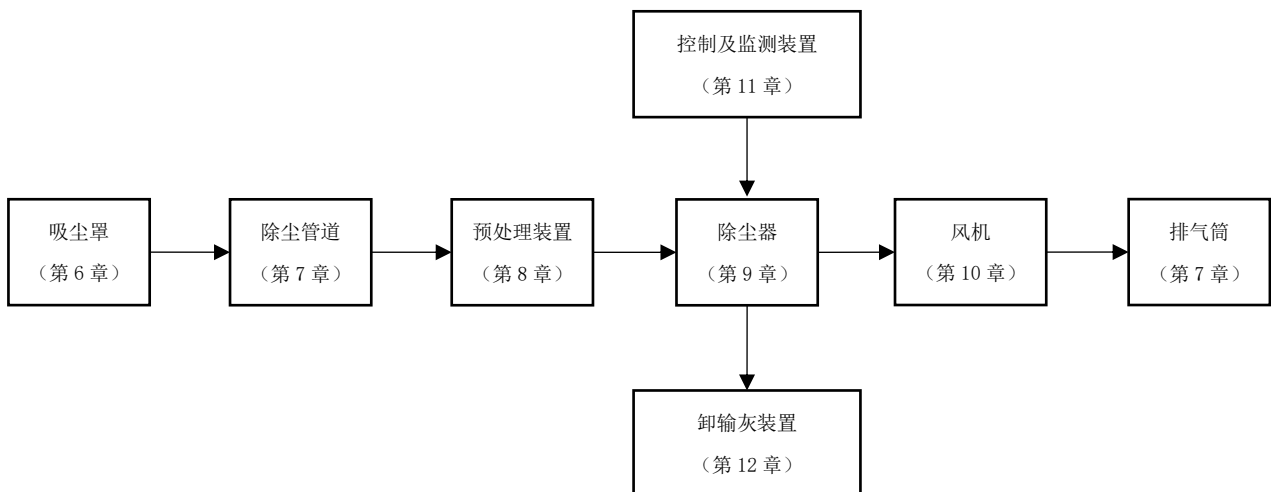 控制及监测装置
（第 11 章）
吸尘罩
（第 6 章）
除尘管道
（第 7 章）
预处理装置
（第 8 章）
除尘器
（第 9 章）
风机
（第 10 章）
排气筒
（第 7 章）
卸输灰装置
（第 12 章）